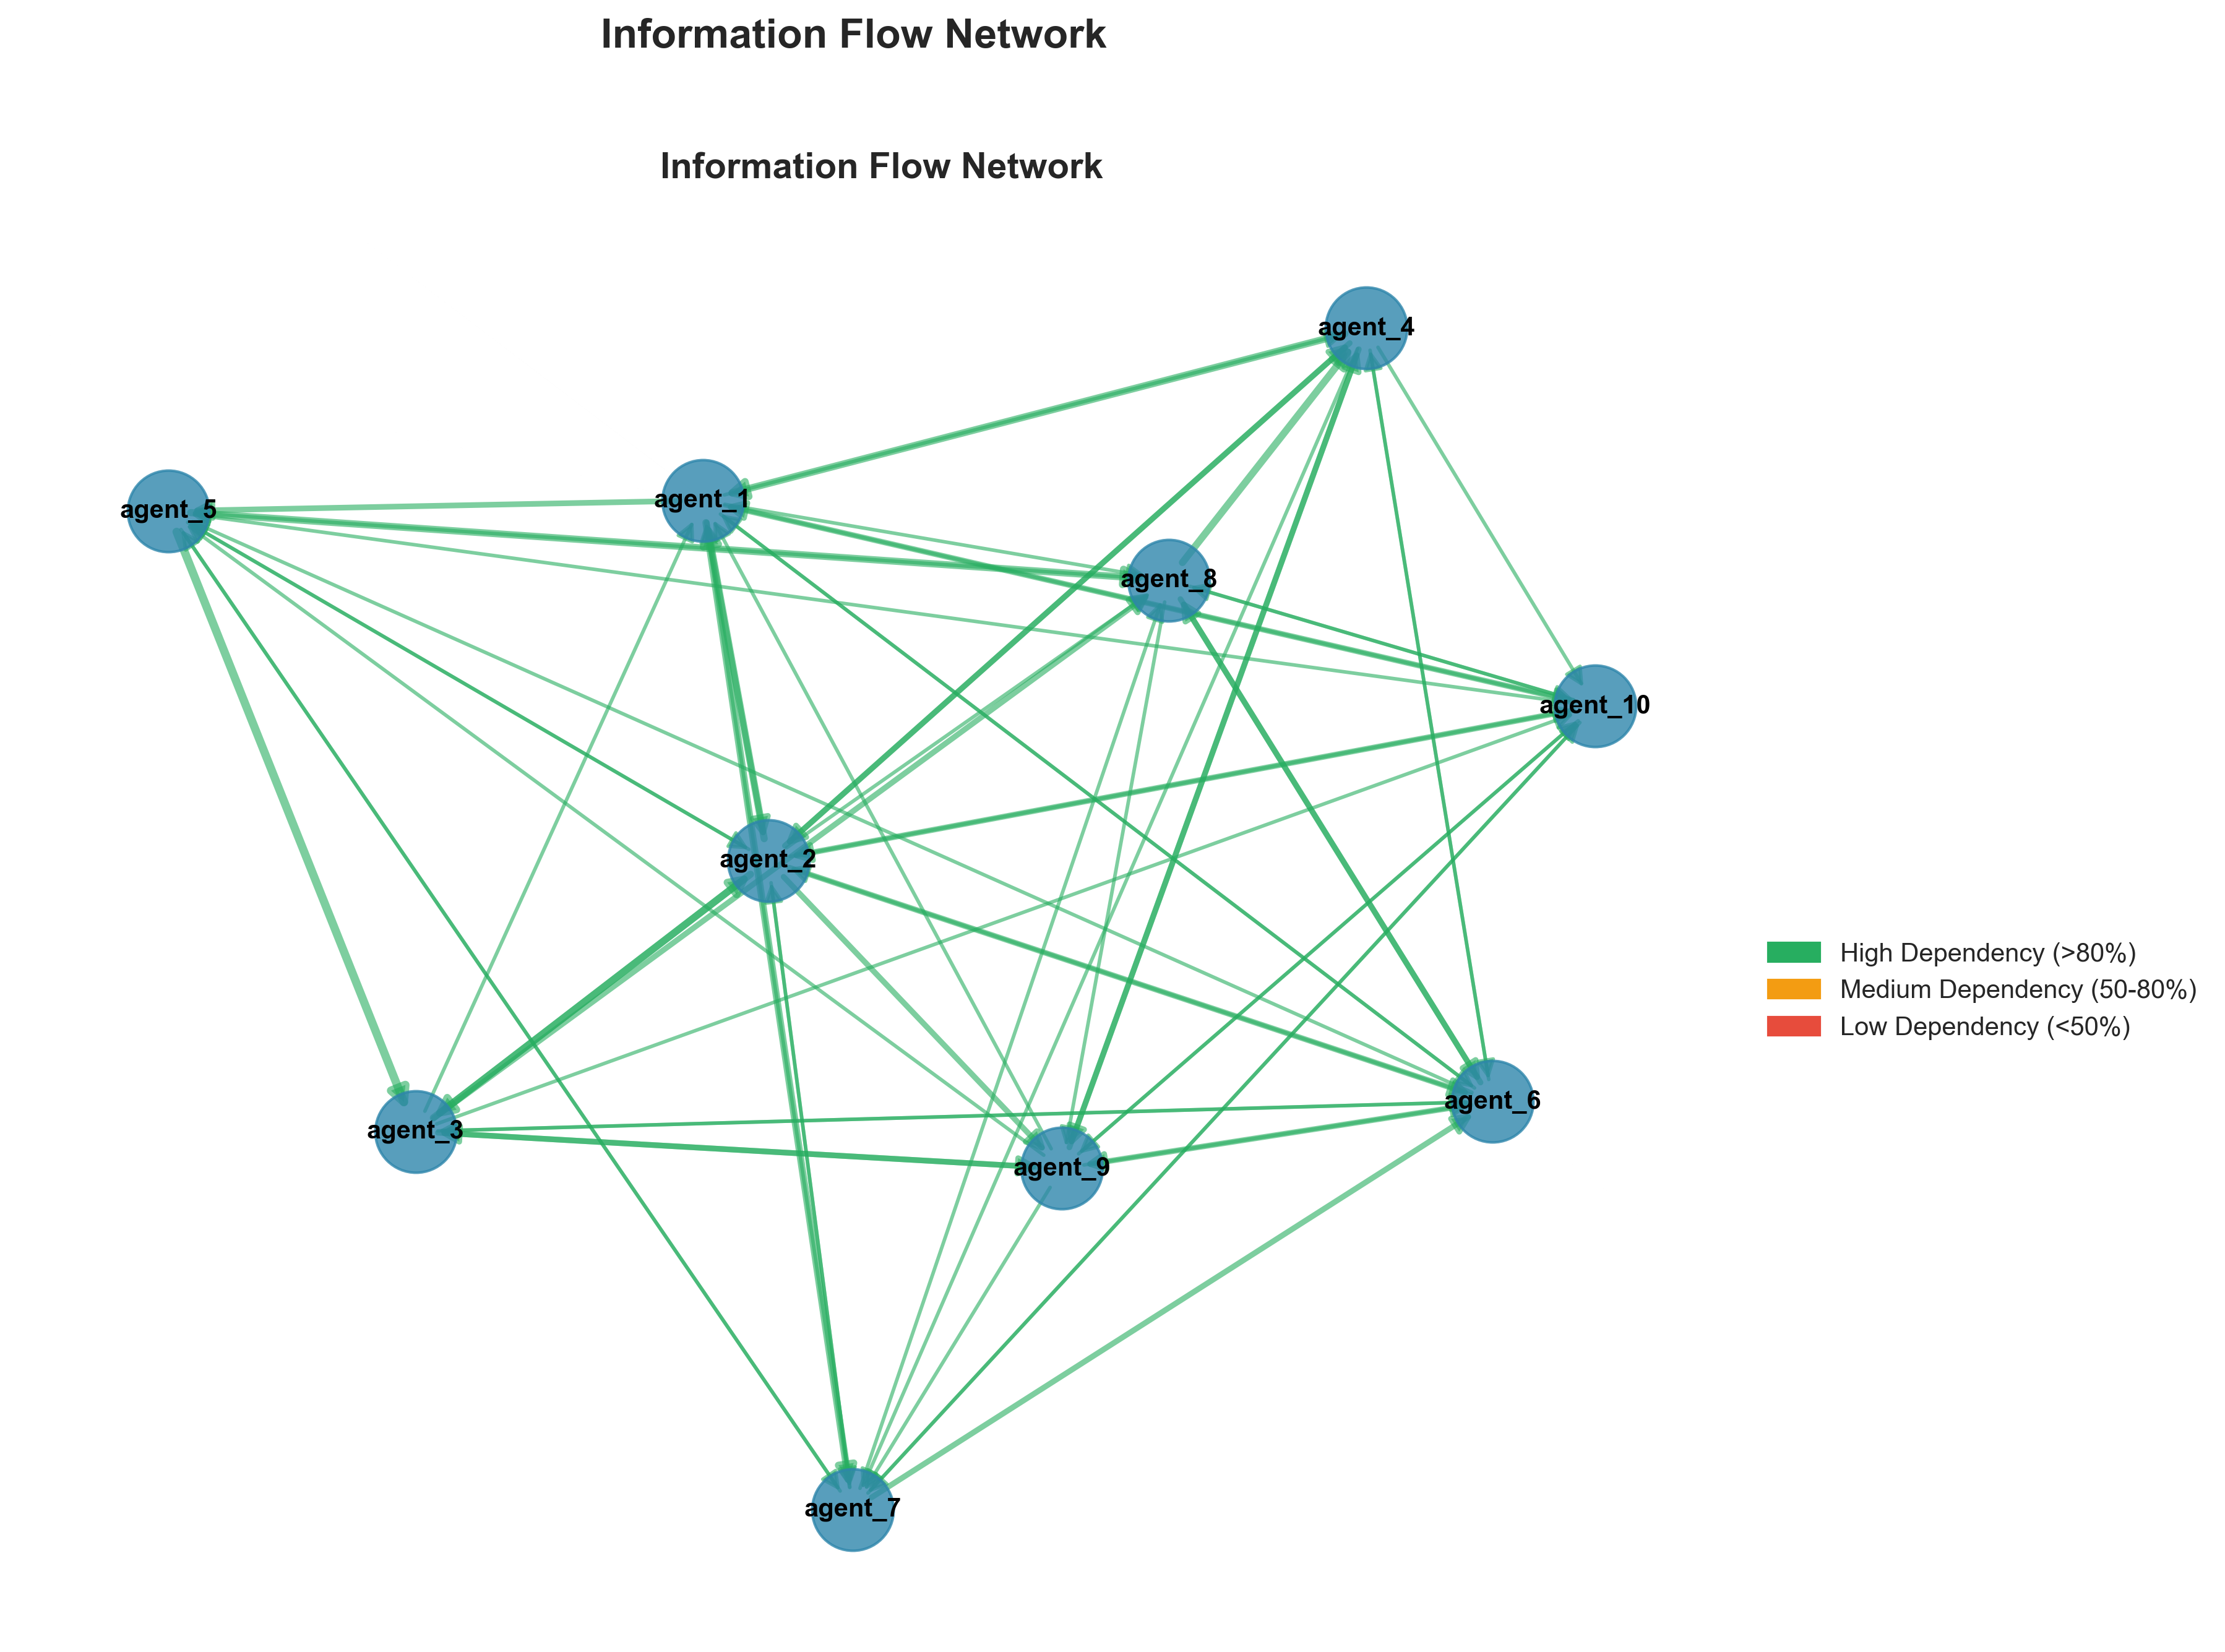 Information Flow Network
Information Flow Network
agent_4
agent_5
agent_1
agent_8
agent_10
agent_2
High Dependency (>80%)
Medium Dependency (50-80%)
Low Dependency (<50%)
agent_6
agent_3
agent_9
agent_7